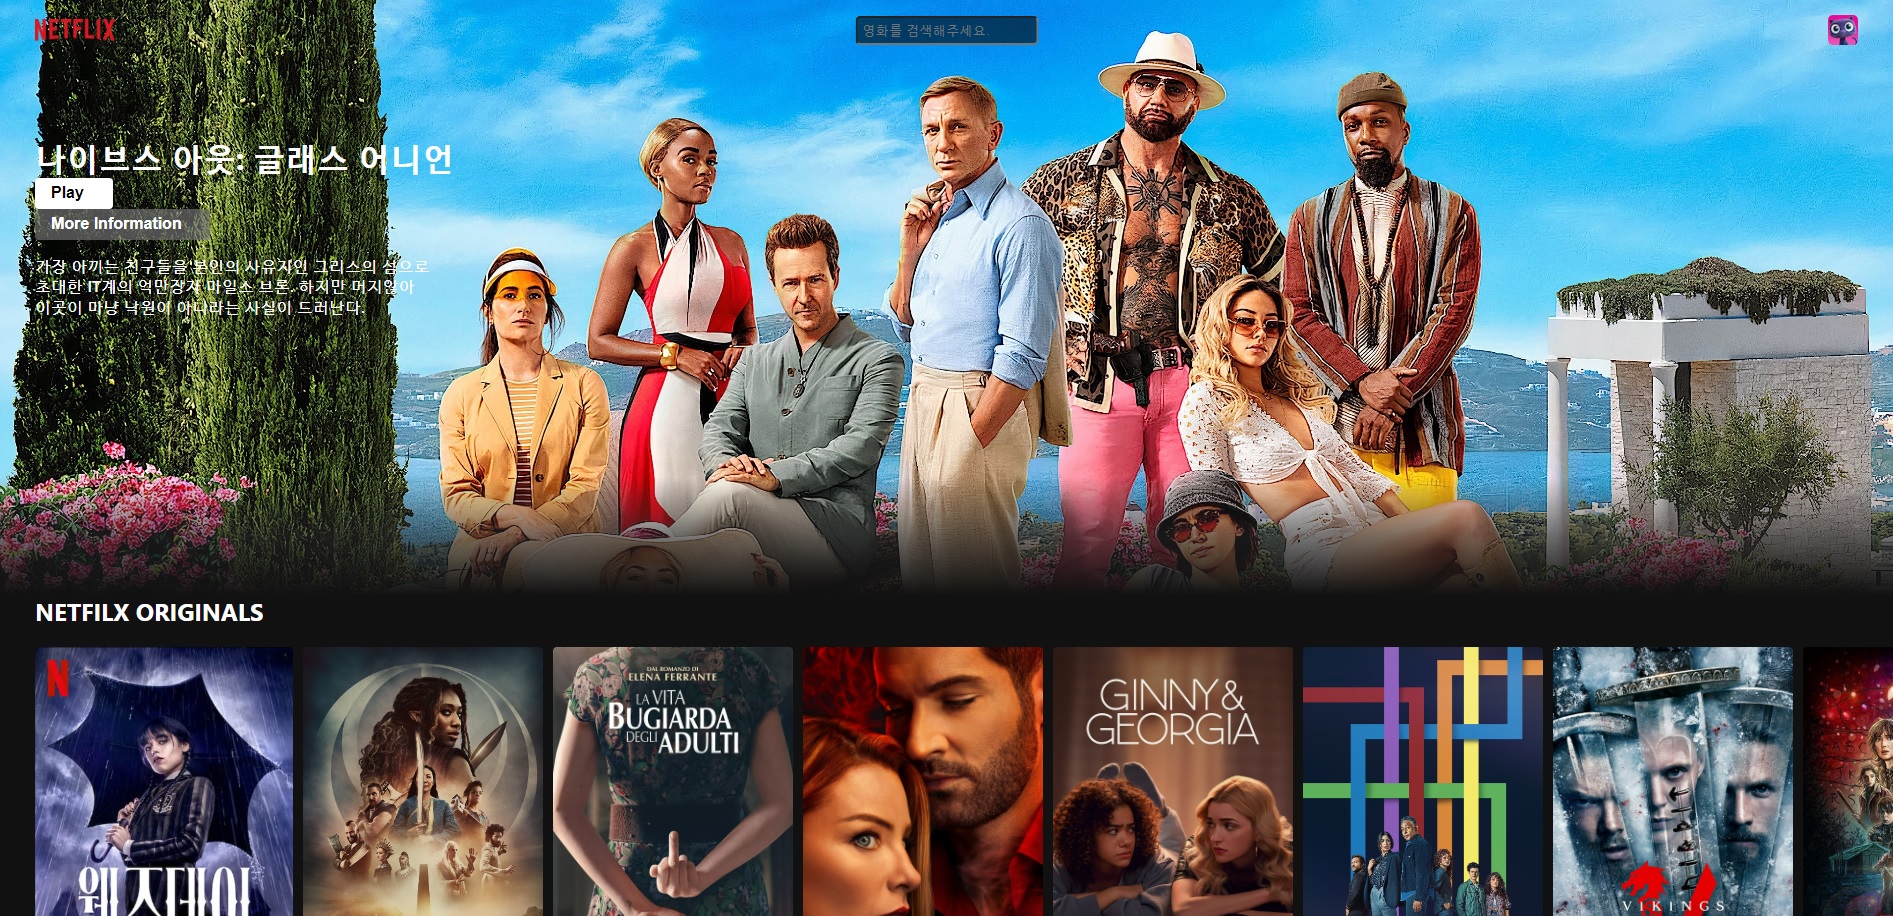 NETFLIX
영화를 검색해주세요.
나이브스 아웃: 글래스 어니언
Play
More Information
가장 아끼는 친구들을 본인의 사유지인 그리스의 섬으로
초대한 IT계의 억만장자 마일스 브론. 하지만 머지않아
이곳이 마냥 낙원이 아니라는 사실이 드러난다.
NETFILX ORIGINALS
N
웬즈데이
DAL ROMANZO DI
ELENA FERRANTE
LA VITA
BUGIARDA
DEGLI ADULTI
GINNY &
GEORGIA
VIKINGS